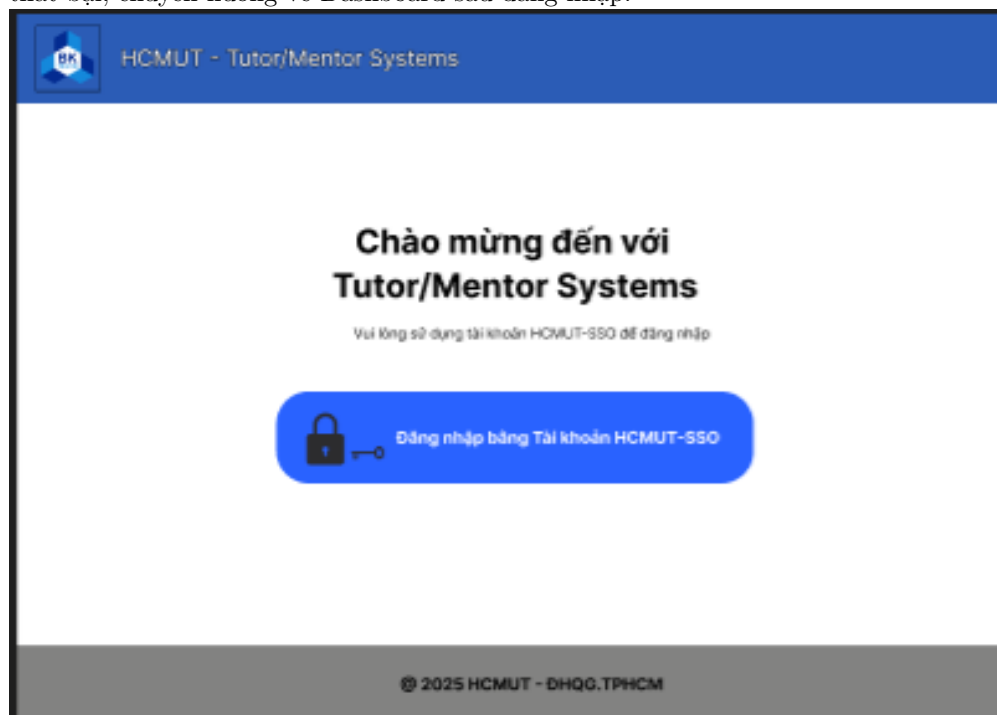 HCMUT - Tutor/Mentor Systems
BK
Chào mừng đến với
Tutor/Mentor Systems
Vui lòng sử dụng tài khoản HCMUT-SSO để đăng nhập
Đăng nhập bằng Tài khoản HCMUT-SSO
@ 2025 HCMUT - ĐHQG.TPHCM